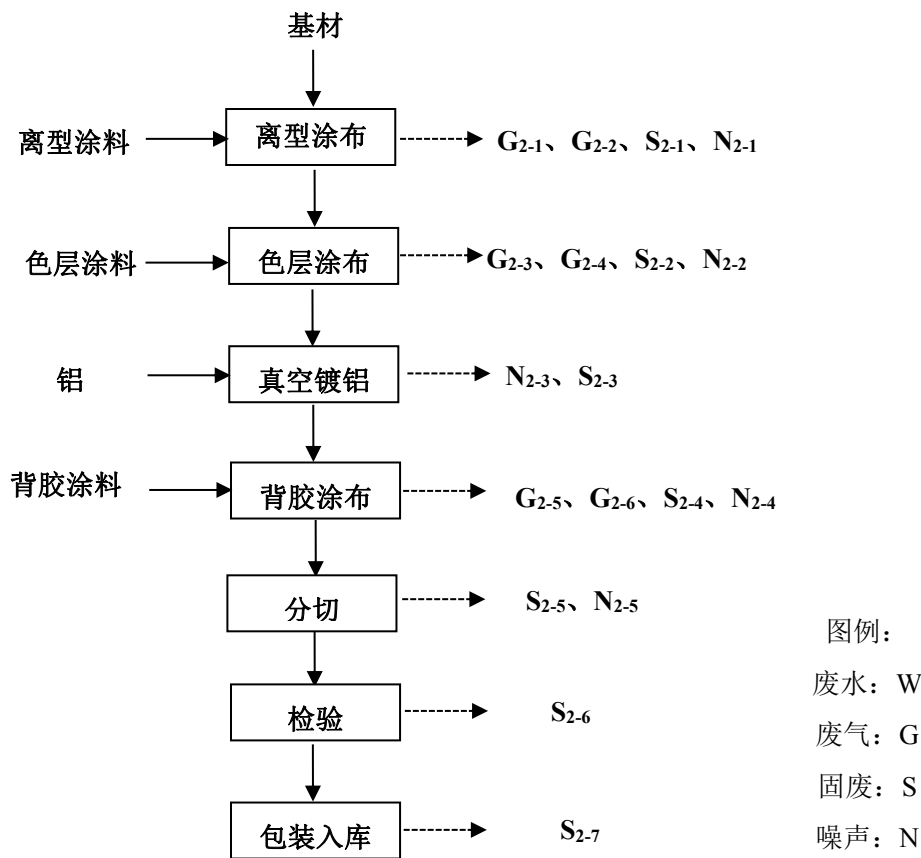 基材
离型涂料 离型涂布 G2-1、G2-2、S2-1、N2-1
色层涂料 色层涂布 G2-3、G2-4、S2-2、N2-2
铝 真空镀铝 N2-3、S2-3
背胶涂料 背胶涂布 G2-5、G2-6、S2-4、N2-4
分切 S2-5、N2-5
检验 S2-6
包装入库 S2-7
图例：
废水：W
废气：G
固废：S
噪声：N